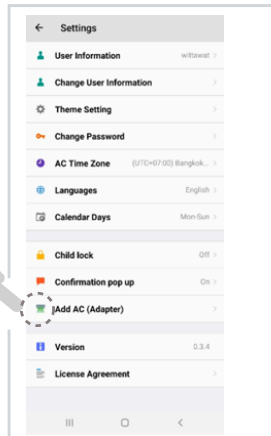 Settings
User Information wittawat
Change User Information
Theme Setting
Change Password
AC Time Zone (UTC+07:00) Bangkok...
Languages English
Calendar Days Mon-Sun
Child lock Off
Confirmation pop up On
Add AC (Adapter)
Version 0.3.4
License Agreement